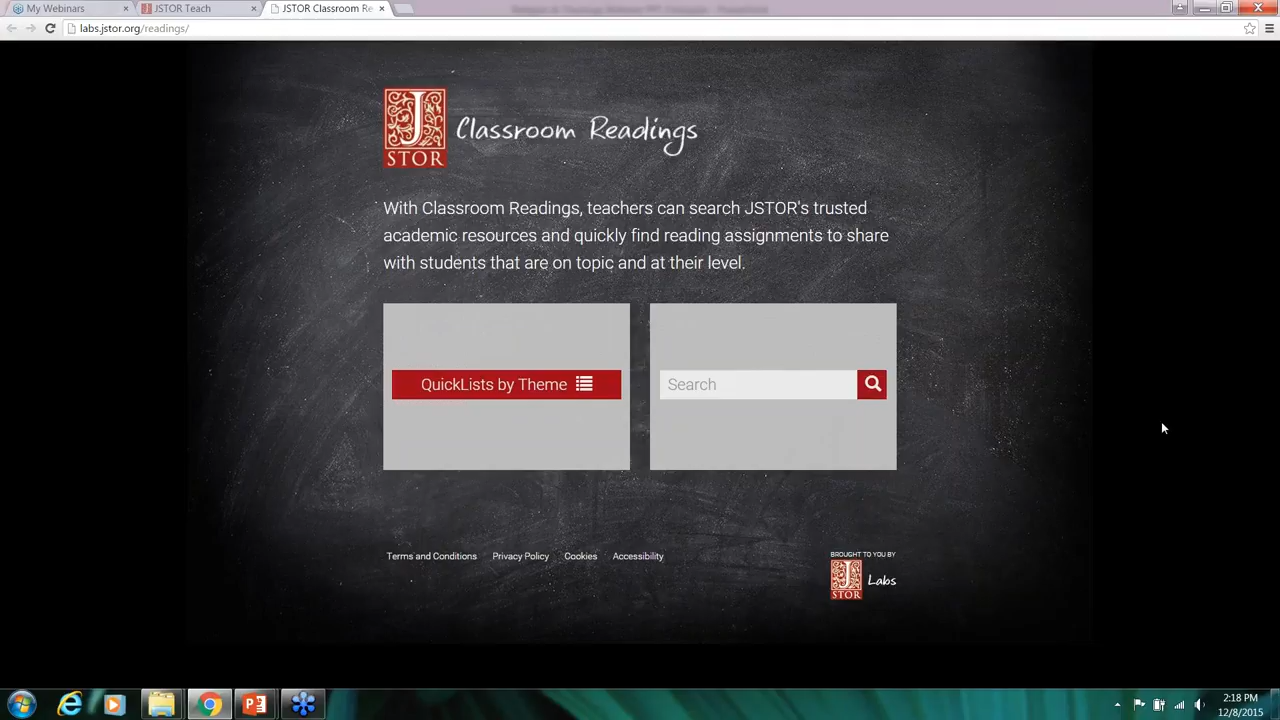 My Webinars
JSTOR Teach
JSTOR Classroom Re
labs.jstor.org/readings/
J
STOR
Classroom Readings
With Classroom Readings, teachers can search JSTOR's trusted
academic resources and quickly find reading assignments to share
with students that are on topic and at their level.
QuickLists by Theme
Search
Terms and Conditions Privacy Policy Cookies Accessibility
BROUGHT TO YOU BY
J
STOR
Labs
2:18 PM
12/8/2015